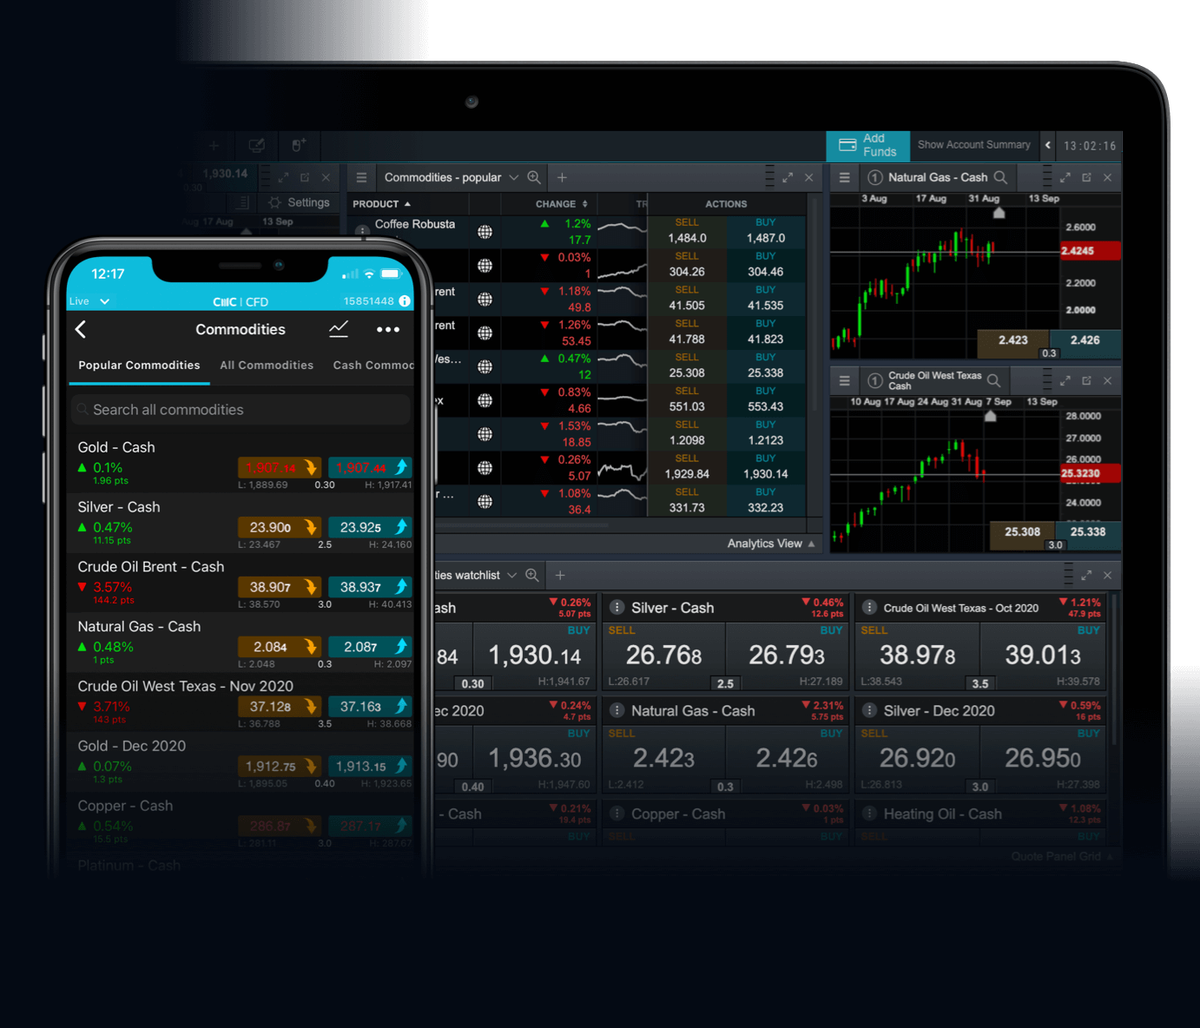 Add
Funds
Show Account Summary
13:02:16
1,930.14
0.30
Settings
17 Aug
13 Sep
Commodities - popular
PRODUCT
CHANGE
ACTIONS
Coffee Robusta
1.2%
17.7
SELL
1,484.0
BUY
1,487.0
0.03%
1
SELL
304.26
BUY
304.46
rent
1.18%
49.8
SELL
41.505
BUY
41.535
rent
1.26%
53.45
SELL
41.788
BUY
41.823
0.47%
12
SELL
25.308
BUY
25.338
0.83%
4.66
SELL
551.03
BUY
553.43
1.53%
18.85
SELL
1.2098
BUY
1.2123
0.26%
5.07
SELL
1,929.84
BUY
1,930.14
1.08%
36.4
SELL
331.73
BUY
332.23
Analytics View
1 Natural Gas - Cash
3 Aug 17 Aug 31 Aug 13 Sep
2.6000
2.4245
2.2000
2.0000
2.423
2.426
0.3
1 Crude Oil West Texas
Cash
10 Aug 17 Aug 24 Aug 31 Aug 7 Sep 13 Sep
28.0000
27.0000
26.0000
25.3230
24.0000
25.308
25.338
3.0
ties watchlist
ash
0.26%
5.07 pts
BUY
84
1,930.14
0.30
H:1,941.67
Silver - Cash
0.46%
12.6 pts
SELL
BUY
26.768
26.793
L:26.617
2.5
H:27.189
Crude Oil West Texas - Oct 2020
1.21%
47.9 pts
SELL
BUY
38.978
39.013
L:38.543
3.5
H:39.578
ec 2020
0.24%
4.7 pts
BUY
90
1,936.30
0.40
H:1,947.60
Natural Gas - Cash
2.31%
5.75 pts
SELL
BUY
2.423
2.426
L:2.412
0.3
H:2.498
Silver - Dec 2020
0.59%
16 pts
SELL
BUY
26.920
26.950
L:26.813
3.0
H:27.398
- Cash
0.21%
19.4 pts
BUY
Copper - Cash
0.03%
1 pts
SELL
BUY
Heating Oil - Cash
1.08%
12.3 pts
SELL
BUY
Quote Panel Grid
12:17
Live
CMC | CFD
15851448
Commodities
Popular Commodities
All Commodities
Cash Commod
Search all commodities
Gold - Cash
0.1%
1.96 pts
1,907.14
1,907.44
L: 1,889.69
0.30
H: 1,917.41
Silver - Cash
0.47%
11.15 pts
23.900
23.925
L: 23.467
2.5
H: 24.160
Crude Oil Brent - Cash
3.57%
144.2 pts
38.907
38.937
L: 38.570
3.0
H: 40.413
Natural Gas - Cash
0.48%
1 pts
2.084
2.087
L: 2.048
0.3
H: 2.097
Crude Oil West Texas - Nov 2020
3.71%
143 pts
37.128
37.163
L: 36.788
3.5
H: 38.668
Gold - Dec 2020
0.07%
1.3 pts
1,912.75
1,913.15
L: 1,895.05
0.40
H: 1,923.65
Copper - Cash
0.54%
15.5 pts
286.87
287.17
L: 281.11
3.0
H: 287.67
Platinum - Cash